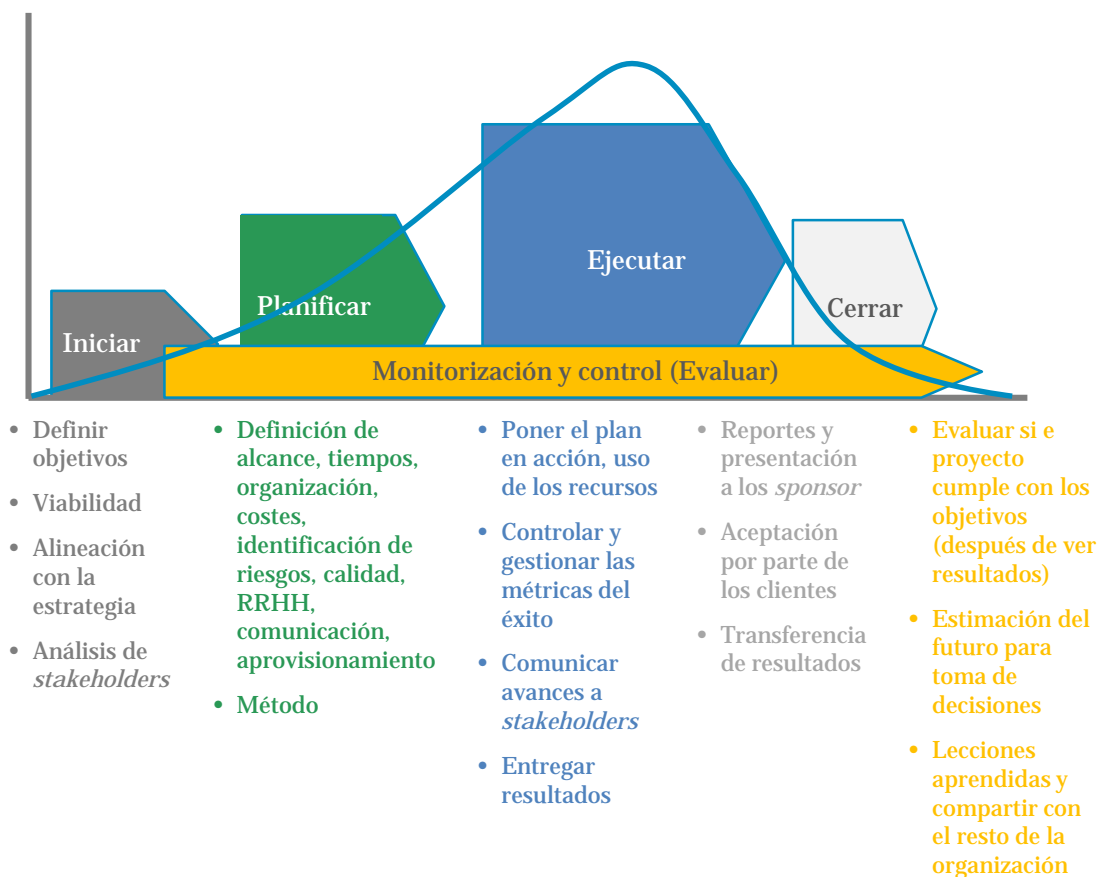 Iniciar
Planificar
Ejecutar
Cerrar
Monitorización y control (Evaluar)
• Definir
objetivos
• Viabilidad
• Alineación
con la
estrategia
• Análisis de
stakeholders
• Definición de
alcance, tiempos,
organización,
costes,
identificación de
riesgos, calidad,
RRHH,
comunicación,
aprovisionamiento
• Método
• Poner el plan
en acción, uso
de los recursos
• Controlar y
gestionar las
métricas del
éxito
• Comunicar
avances a
stakeholders
• Entregar
resultados
• Reportes y
presentación
a los sponsor
• Aceptación
por parte de
los clientes
• Transferencia
de resultados
• Evaluar si e
proyecto
cumple con los
objetivos
(después de ver
resultados)
• Estimación del
futuro para
toma de
decisiones
• Lecciones
aprendidas y
compartir con
el resto de la
organización